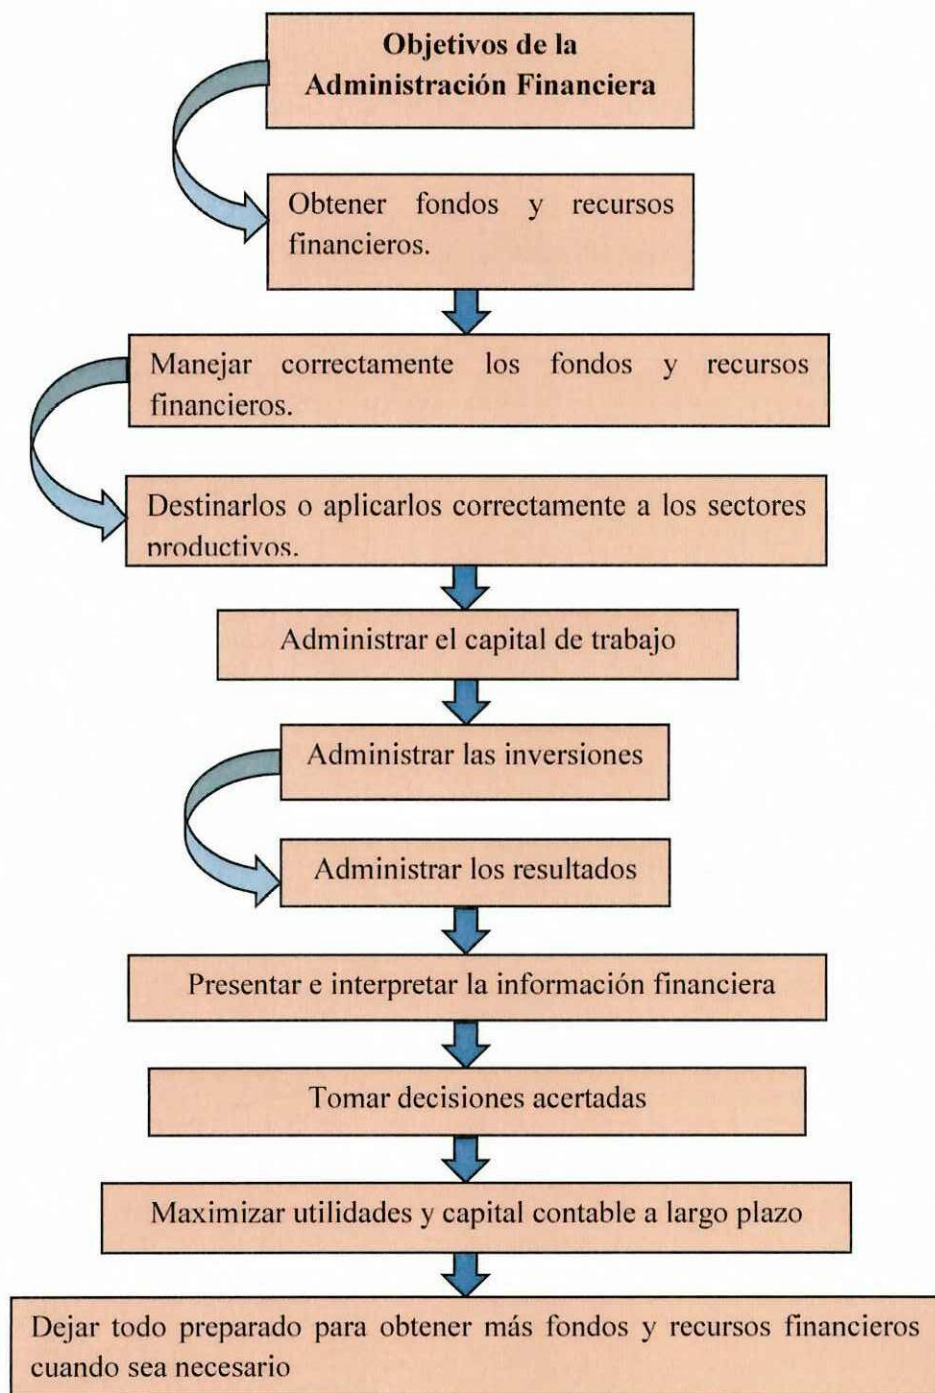 Objetivos de la
Administración Financiera
Obtener fondos y recursos
financieros.
Manejar correctamente los fondos y recursos
financieros.
Destinarlos o aplicarlos correctamente a los sectores
productivos.
Administrar el capital de trabajo
Administrar las inversiones
Administrar los resultados
Presentar e interpretar la información financiera
Tomar decisiones acertadas
Maximizar utilidades y capital contable a largo plazo
Dejar todo preparado para obtener más fondos y recursos financieros
cuando sea necesario